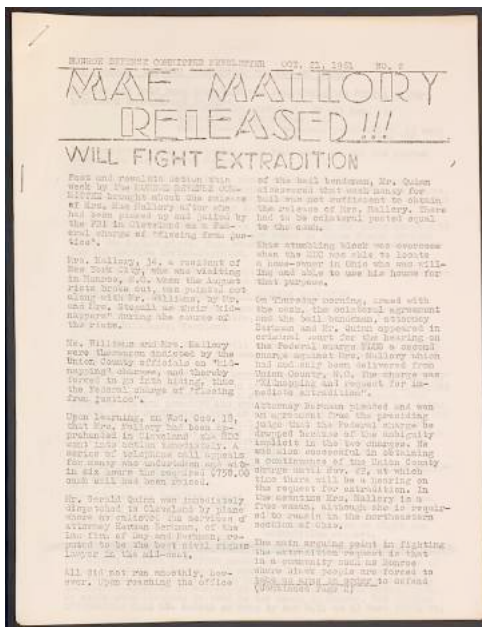 MONROE DEFENSE COMMITTEE NEWSLETTER OCT. 21, 1961 NO. 2
MAE MALLORY
RELEASED!!!
WILL FIGHT EXTRADITION
Fast and resolute action this
week by the MONROE DEFENSE COM-
MITTEE brought about the release
of Mrs. Mae Mallory after she
had been picked up and jailed by
the FBI in Cleveland on a Fed-
eral charge of "fleeing from jus-
tice".
Mrs. Mallory, 34, a resident of
New York City, who was visiting
in Monroe, N.C. when the August
riots broke out, was pointed out
along with Mr. Williams, by Mr.
and Mrs. Stegall as their "kid-
nappers" during the course of
the riots.
Mr. Williams and Mrs. Mallory
were thereupon indicted by the
Union County officials on "kid-
napping" charges, and thereby
forced to go into hiding, thus
the Federal charge of "fleeing
from justice".
Upon learning, on Wed. Oct. 18,
that Mrs. Mallory had been ap-
prehended in Cleveland the MDC
went into action immediately. A
series of telephone call appeals
for money was undertaken and with-
in six hours the required $750.00
cash bail had been raised.
Mr. Gerald Quinn was immediately
dispatched to Cleveland by plane
where he enlisted the services of
attorney Herman Berman, of the
law firm of Day and Berman, re-
puted to be the best civil rights
lawyer in the mid-west.
All did not run smoothly, how-
ever. Upon reaching the office
of the bail bondsman, Mr. Quinn
discovered that such money for
bail was not sufficient to obtain
the release of Mrs. Mallory. There
had to be collateral posted equal
to the cash.
This stumbling block was overcome
when the MDC was able to locate
a home-owner in Ohio who was will-
ing and able to use his house for
that purpose.
On Thursday morning, armed with
the cash, the collateral agreement
and the bail bondsman, attorney
Berman and Mr. Quinn appeared in
criminal court for the hearing on
the Federal charge PLUS a second
charge against Mrs. Mallory which
had and only been delivered from
Union County, N.C. The charge was
"Kidnapping and request for im-
mediate extradition".
Attorney Berman pleaded and won
an agreement from the presiding
judge that the Federal charge be
dropped because of the ambiguity
implicit in the two charges. He
was also successful in obtaining
a continuance of the Union County
charge until Nov. at which
time there will be a hearing on
the request for extradition. In
the meantime Mrs. Mallory is a
free woman, although she is requir-
ed to remain in the northeastern
section of Ohio.
The main arguing point in fighting
the extradition request is that
in a community such as Monroe
where black people are forced to
take up arms in order to defend
(Continued Page 2)